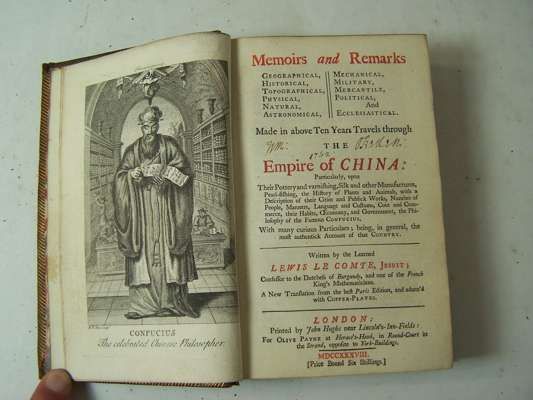 CONFUCIUS
The celebrated Chinese Philosopher.
Memoirs and Remarks
GEOGRAPHICAL,
HISTORICAL,
TOPOGRAPHICAL,
PHYSICAL,
NATURAL,
ASTRONOMICAL,
MECHANICAL,
MILITARY,
MERCANTILE,
POLITICAL,
And
ECCLESIASTICAL.
Made in above Ten Years Travels through
THE
Empire of CHINA:
Particularly, upon
Their Pottery and varnishing, Silk and other Manufactures,
Pearl-fishing, the History of Plants and Animals, with a
Description of their Cities and Publick Works, Number of
People, Manners, Language and Customs, Coin and Com-
merce, their Habits, Œconomy, and Government, the Phi-
losophy of the Famous CONFUCIUS.
With many curious Particulars; being, in general, the
most authentick Account of that COUNTRY.
Written by the Learned
LEWIS LE COMTE, JESUIT;
Confessor to the Dutchess of Burgundy, and one of the French
King's Mathematicians.
A New Translation from the best Paris Edition, and adorn'd
with COPPER-PLATES.
LONDON:
Printed by John Hughs near Lincoln's-Inn-Fields:
For OLIVE PAYNE at Horace's-Head, in Round-Court in
the Strand, opposite to York-Buildings.
MDCCXXXVIII.
[Price Bound Six Shillings.]